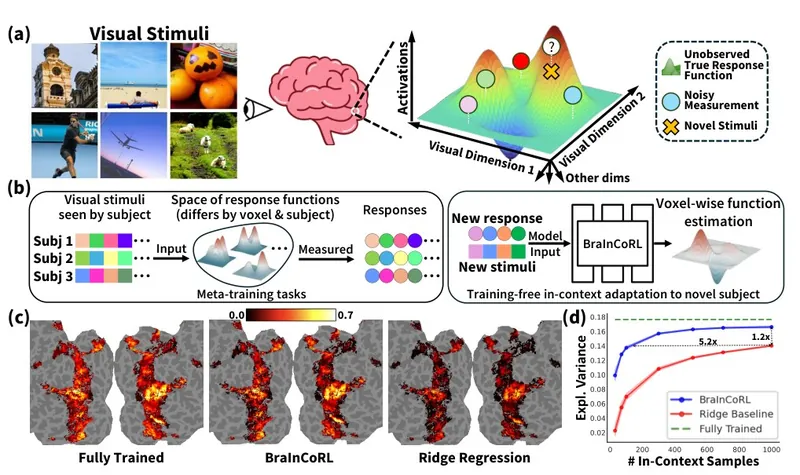 (a)
Visual Stimuli
Activations
?
Visual Dimension 1
Visual Dimension 2
Other dims
Unobserved
True Response
Function
Noisy
Measurement
Novel Stimuli
(b)
Visual stimuli
seen by subject
Space of response functions
(differs by voxel & subject)
Responses
Subj 1
Subj 2
Subj 3
Input
Measured
Meta-training tasks
New response
New stimuli
Model
Input
BraInCoRL
Voxel-wise function
estimation
Training-free in-context adaptation to novel subject
(c)
0.0
0.7
Fully Trained
BraInCoRL
Ridge Regression
(d)
Expl. Variance
0.18
0.16
0.14
0.12
0.10
0.08
0.06
0.04
0.02
5.2x
1.2x
BraInCoRL
Ridge Baseline
Fully Trained
0 200 400 600 800 1000
# In-Context Samples